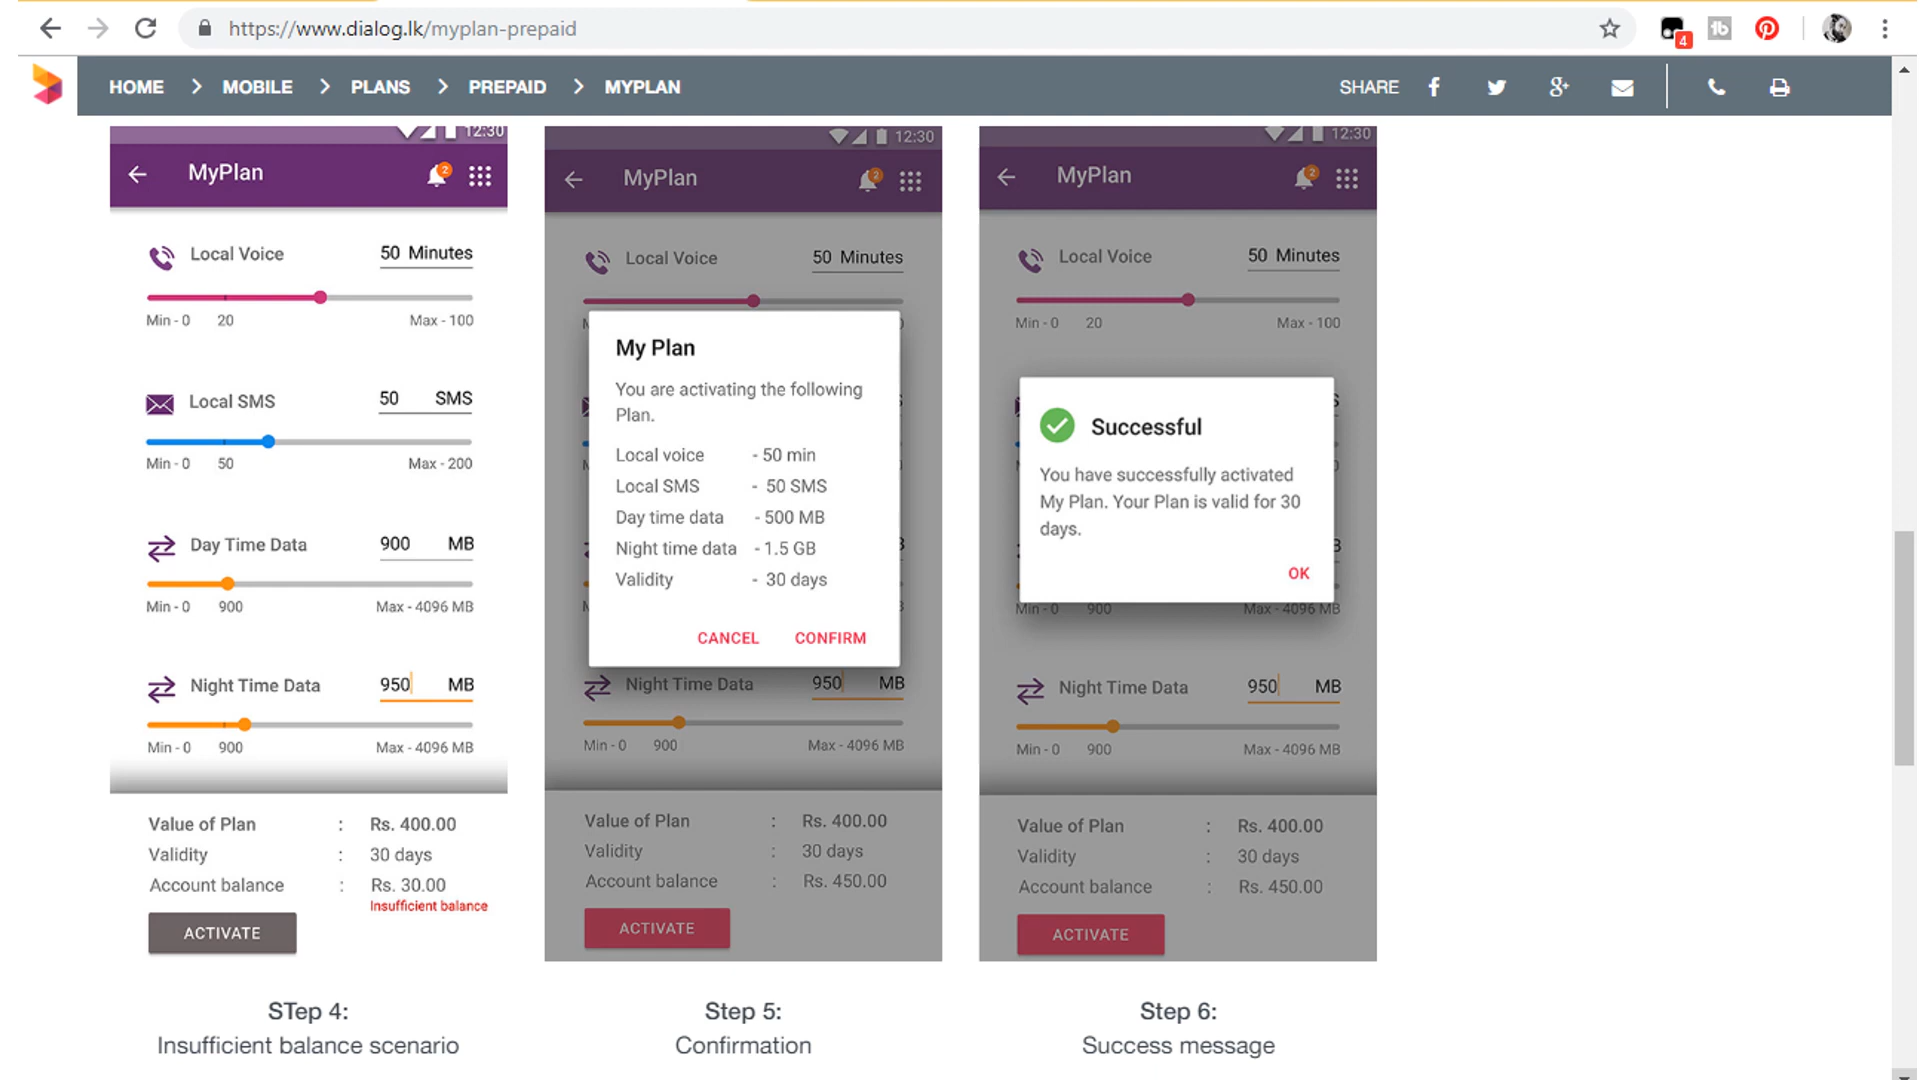 https://www.dialog.lk/myplan-prepaid
4
HOME > MOBILE > PLANS > PREPAID > MYPLAN SHARE
12:30
MyPlan 2
Local Voice 50 Minutes
Min - 0 20 Max - 100
Local SMS 50 SMS
Min - 0 50 Max - 200
Day Time Data 900 MB
Min - 0 900 Max - 4096 MB
Night Time Data 950 MB
Min - 0 900 Max - 4096 MB
Value of Plan : Rs. 400.00
Validity : 30 days
Account balance : Rs. 30.00
Insufficient balance
ACTIVATE
STep 4:
Insufficient balance scenario
12:30
MyPlan 2
Local Voice 50 Minutes
My Plan
You are activating the following
Plan.
Local voice - 50 min
Local SMS - 50 SMS
Day time data - 500 MB
Night time data - 1.5 GB
Validity - 30 days
CANCEL CONFIRM
Night Time Data 950 MB
Min - 0 900 Max - 4096 MB
Value of Plan : Rs. 400.00
Validity : 30 days
Account balance : Rs. 450.00
ACTIVATE
Step 5:
Confirmation
12:30
MyPlan 2
Local Voice 50 Minutes
Min - 0 20 Max - 100
Successful
You have successfully activated
My Plan. Your Plan is valid for 30
days.
OK
Min - 0 900 Max - 4096 MB
Night Time Data 950 MB
Min - 0 900 Max - 4096 MB
Value of Plan : Rs. 400.00
Validity : 30 days
Account balance : Rs. 450.00
ACTIVATE
Step 6:
Success message